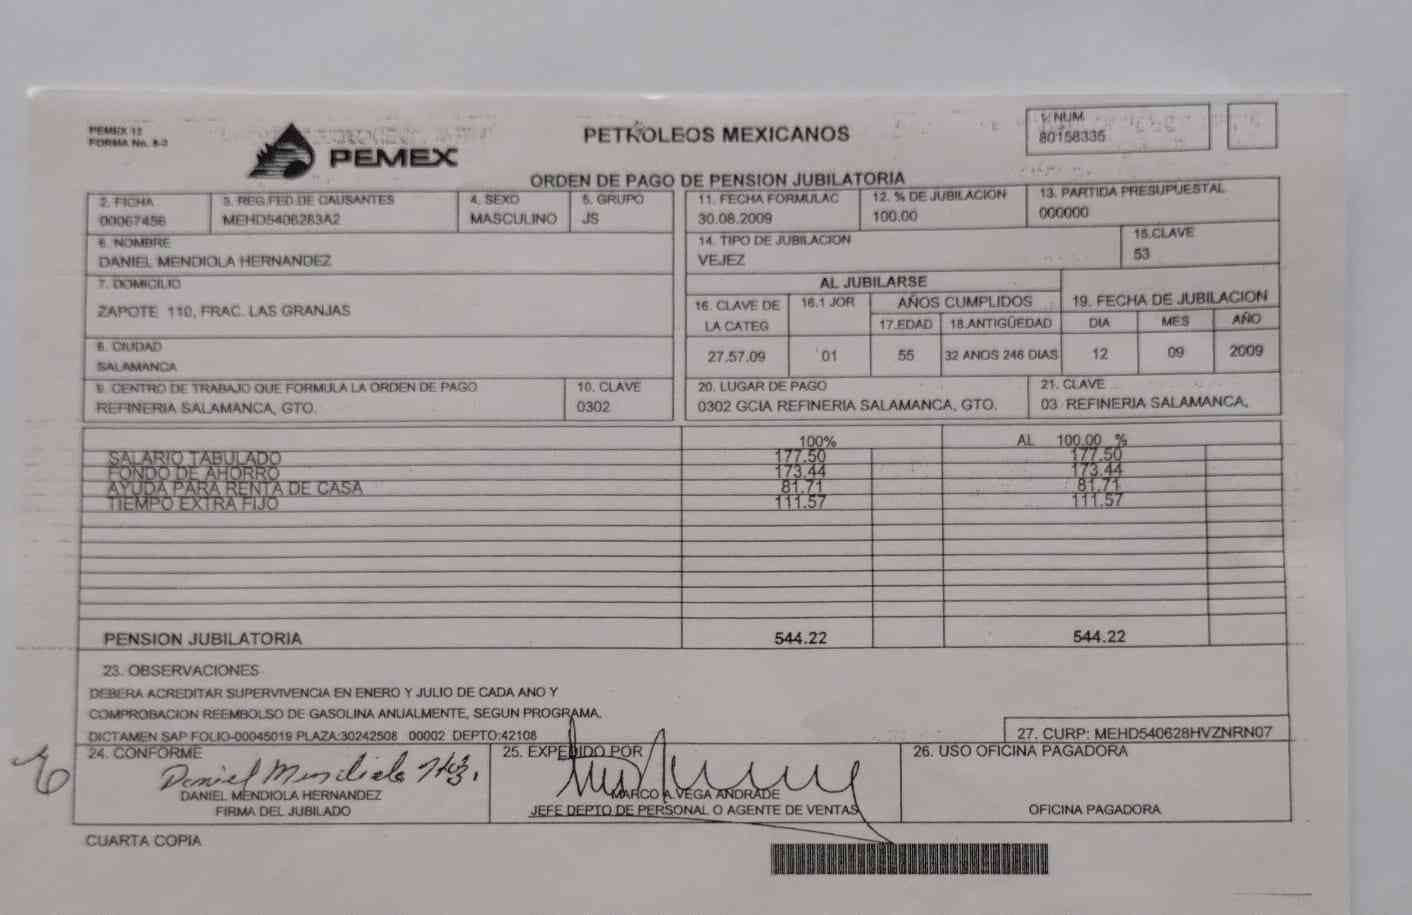 PEMEX 12
FORMA No. 8-2
PEMEX
PETROLEOS MEXICANOS
ORDEN DE PAGO DE PENSION JUBILATORIA
NUM
80158335
2. FICHA
00067456
3. REG.FED.DE CAUSANTES
MEHD5406283A2
4. SEXO
MASCULINO
5. GRUPO
JS
11. FECHA FORMULAC
30.08.2009
12. % DE JUBILACION
100.00
13. PARTIDA PRESUPUESTAL
000000
6. NOMBRE
DANIEL MENDIOLA HERNANDEZ
14. TIPO DE JUBILACION
VEJEZ
15.CLAVE
53
7. DOMICILIO
ZAPOTE 110, FRAC. LAS GRANJAS
AL JUBILARSE
16. CLAVE DE
LA CATEG
27.57.09
16.1 JOR
01
AÑOS CUMPLIDOS
17.EDAD
55
18.ANTIGÜEDAD
32 ANOS 246 DIAS
19. FECHA DE JUBILACION
DIA
MES
AÑO
12
09
2009
8. CIUDAD
SALAMANCA
9. CENTRO DE TRABAJO QUE FORMULA LA ORDEN DE PAGO
REFINERIA SALAMANCA, GTO.
10. CLAVE
0302
20. LUGAR DE PAGO
0302 GCIA REFINERIA SALAMANCA, GTO.
21. CLAVE
03 REFINERIA SALAMANCA,
100% AL 100.00 %
SALARIO TABULADO 177.50 177.50
FONDO DE AHORRO 173.44 173.44
AYUDA PARA RENTA DE CASA 81.71 81.71
TIEMPO EXTRA FIJO 111.57 111.57
PENSION JUBILATORIA 544.22 544.22
23. OBSERVACIONES
DEBERA ACREDITAR SUPERVIVENCIA EN ENERO Y JULIO DE CADA ANO Y
COMPROBACION REEMBOLSO DE GASOLINA ANUALMENTE, SEGUN PROGRAMA.
DICTAMEN SAP FOLIO-00045019 PLAZA:30242508 00002 DEPTO:42108
27. CURP: MEHD540628HVZNRN07
24. CONFORME
Daniel Mendiola Hdz.
DANIEL MENDIOLA HERNANDEZ
FIRMA DEL JUBILADO
25. EXPEDIDO POR
MARCO A.VEGA ANDRADE
JEFE DEPTO DE PERSONAL O AGENTE DE VENTAS
26. USO OFICINA PAGADORA
OFICINA PAGADORA
CUARTA COPIA